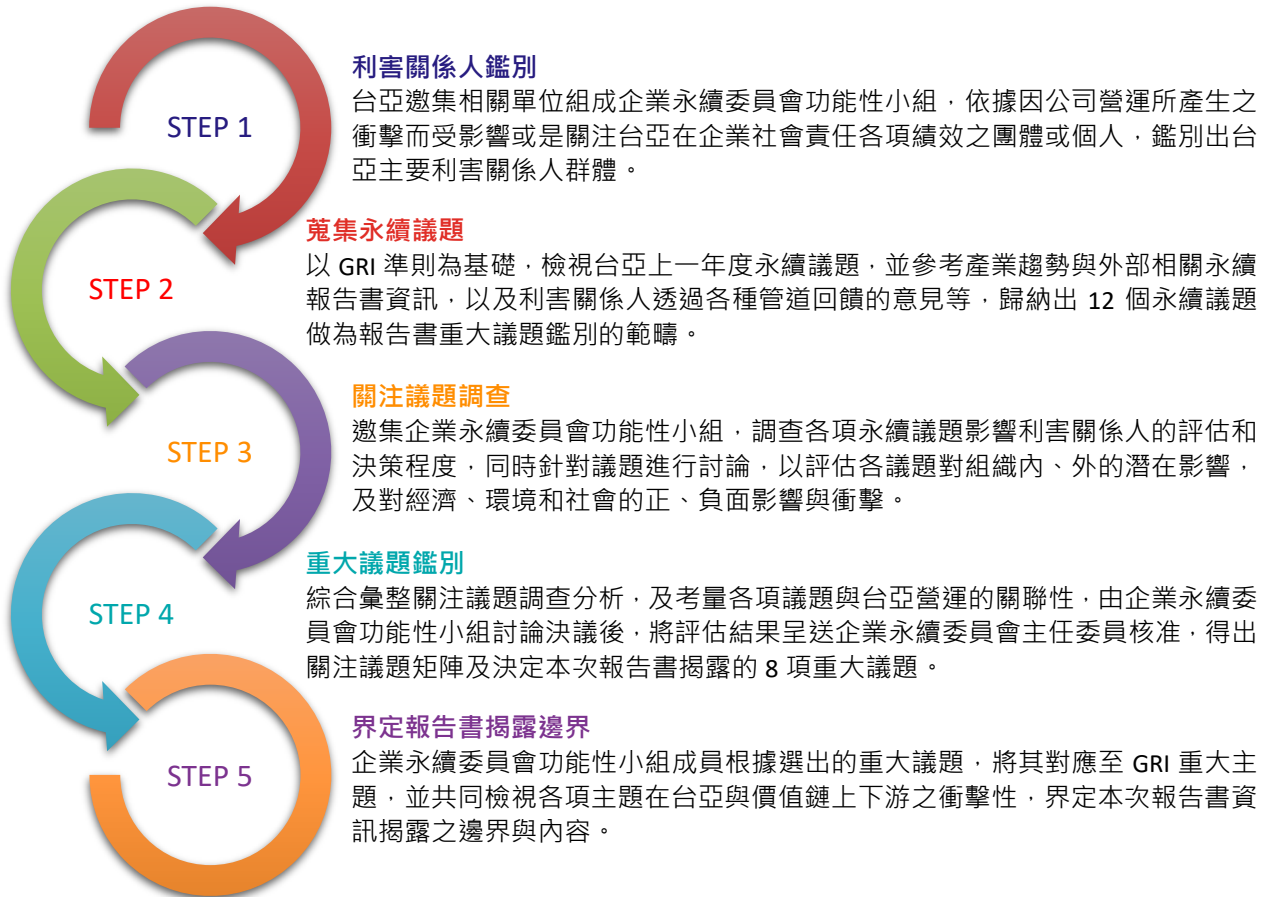 STEP 1
利害關係人鑑別
台亞邀集相關單位組成企業永續委員會功能性小組，依據因公司營運所產生之
衝擊而受影響或是關注台亞在企業社會責任各項績效之團體或個人，鑑別出台
亞主要利害關係人群體。
STEP 2
蒐集永續議題
以 GRI 準則為基礎，檢視台亞上一年度永續議題，並參考產業趨勢與外部相關永續
報告書資訊，以及利害關係人透過各種管道回饋的意見等，歸納出 12 個永續議題
做為報告書重大議題鑑別的範疇。
STEP 3
關注議題調查
邀集企業永續委員會功能性小組，調查各項永續議題影響利害關係人的評估和
決策程度，同時針對議題進行討論，以評估各議題對組織內、外的潛在影響，
及對經濟、環境和社會的正、負面影響與衝擊。
STEP 4
重大議題鑑別
綜合彙整關注議題調查分析，及考量各項議題與台亞營運的關聯性，由企業永續委
員會功能性小組討論決議後，將評估結果呈送企業永續委員會主任委員核准，得出
關注議題矩陣及決定本次報告書揭露的 8 項重大議題。
STEP 5
界定報告書揭露邊界
企業永續委員會功能性小組成員根據選出的重大議題，將其對應至 GRI 重大主
題，並共同檢視各項主題在台亞與價值鏈上下游之衝擊性，界定本次報告書資
訊揭露之邊界與內容。